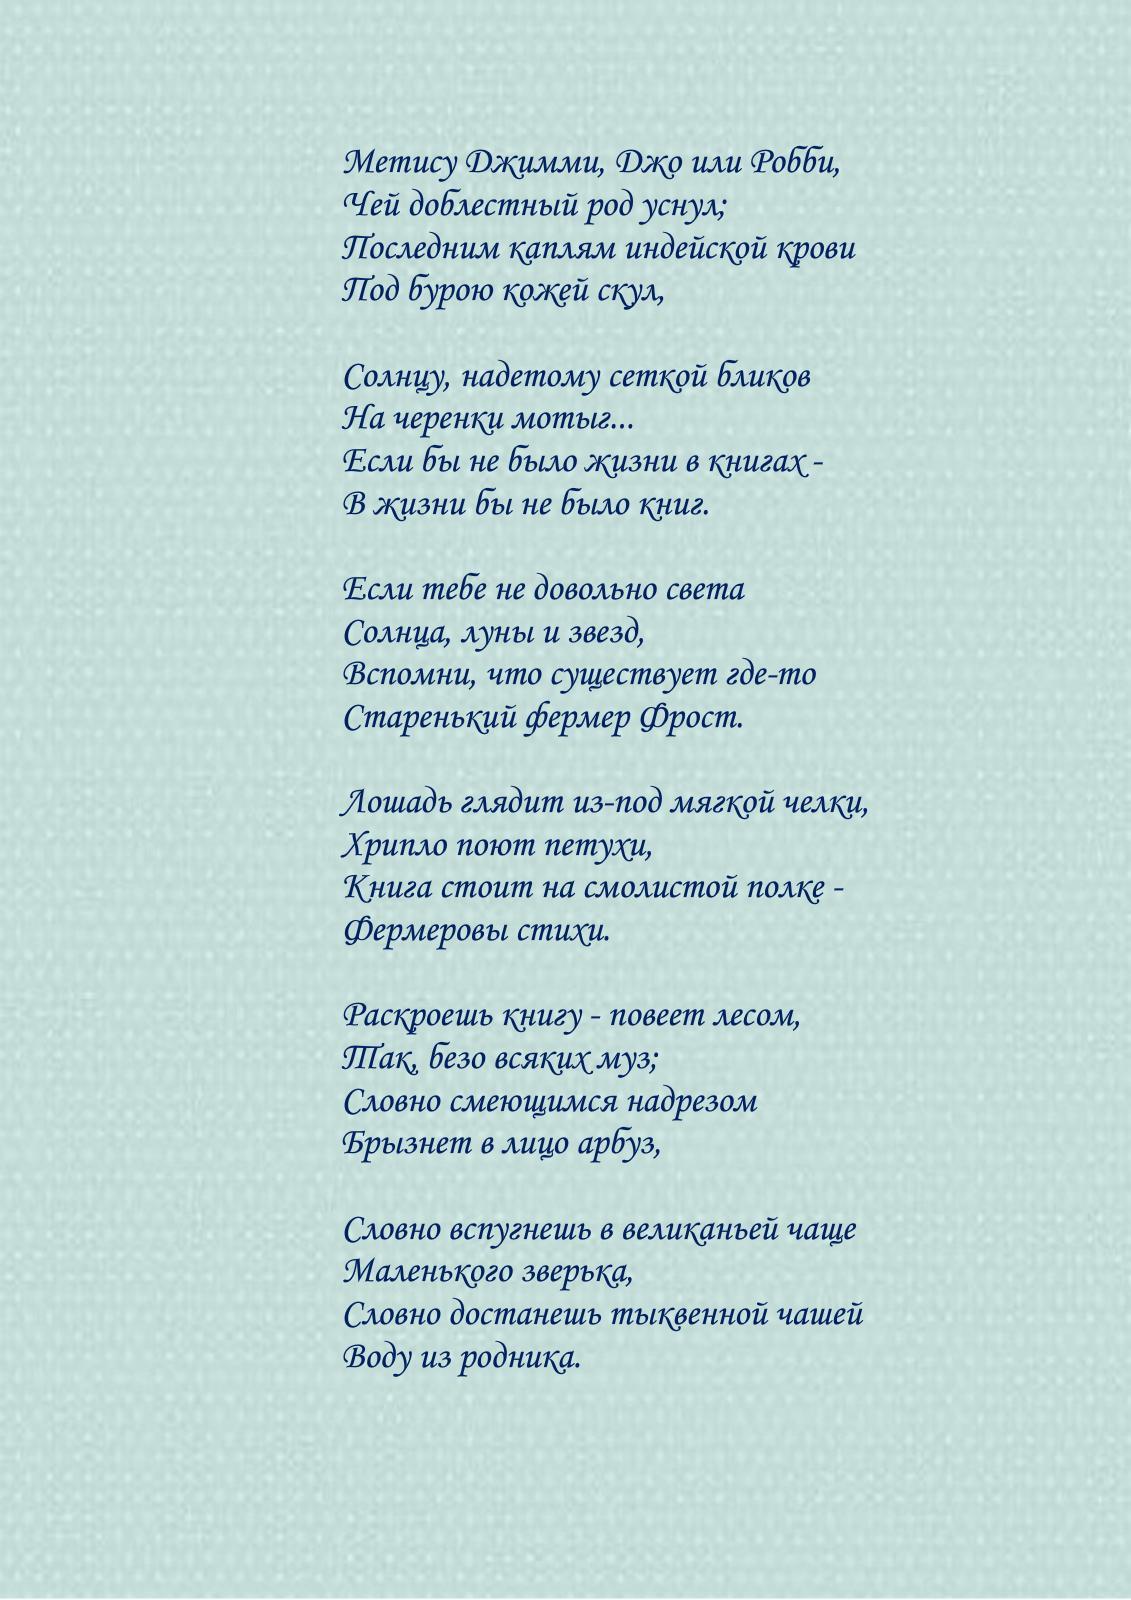 Метису Джимми, Джо или Робби,
Чей доблестный род уснул;
Последним каплям индейской крови
Под бурою кожей скул,
Солнцу, надетому сеткой бликов
На черенки мотыг...
Если бы не было жизни в книгах -
В жизни бы не было книг.
Если тебе не довольно света
Солнца, луны и звезд,
Вспомни, что существует где-то
Старенький фермер Фрост.
Лошадь глядит из-под мягкой челки,
Хрипло поют петухи,
Книга стоит на смолистой полке -
Фермеровы стихи.
Раскроешь книгу - повеет лесом,
Так, безо всяких муз;
Словно смеющимся надрезом
Брызнет в лицо арбуз,
Словно вспугнешь в великаньей чаще
Маленького зверька,
Словно достанешь тыквенной чашей
Воду из родника.